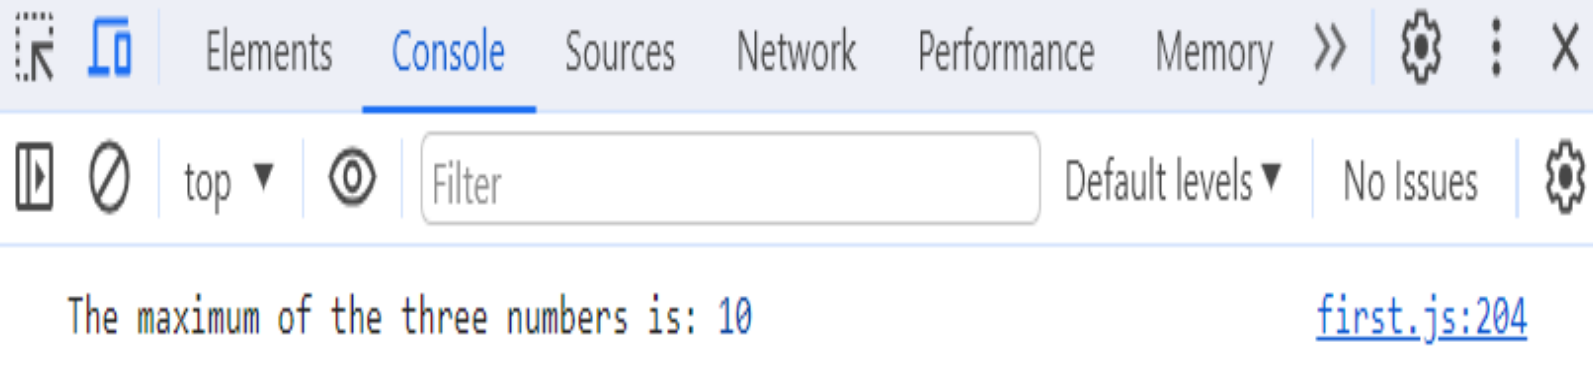 Elements Console Sources Network Performance Memory
top Filter Default levels No Issues
The maximum of the three numbers is: 10 first.js:204